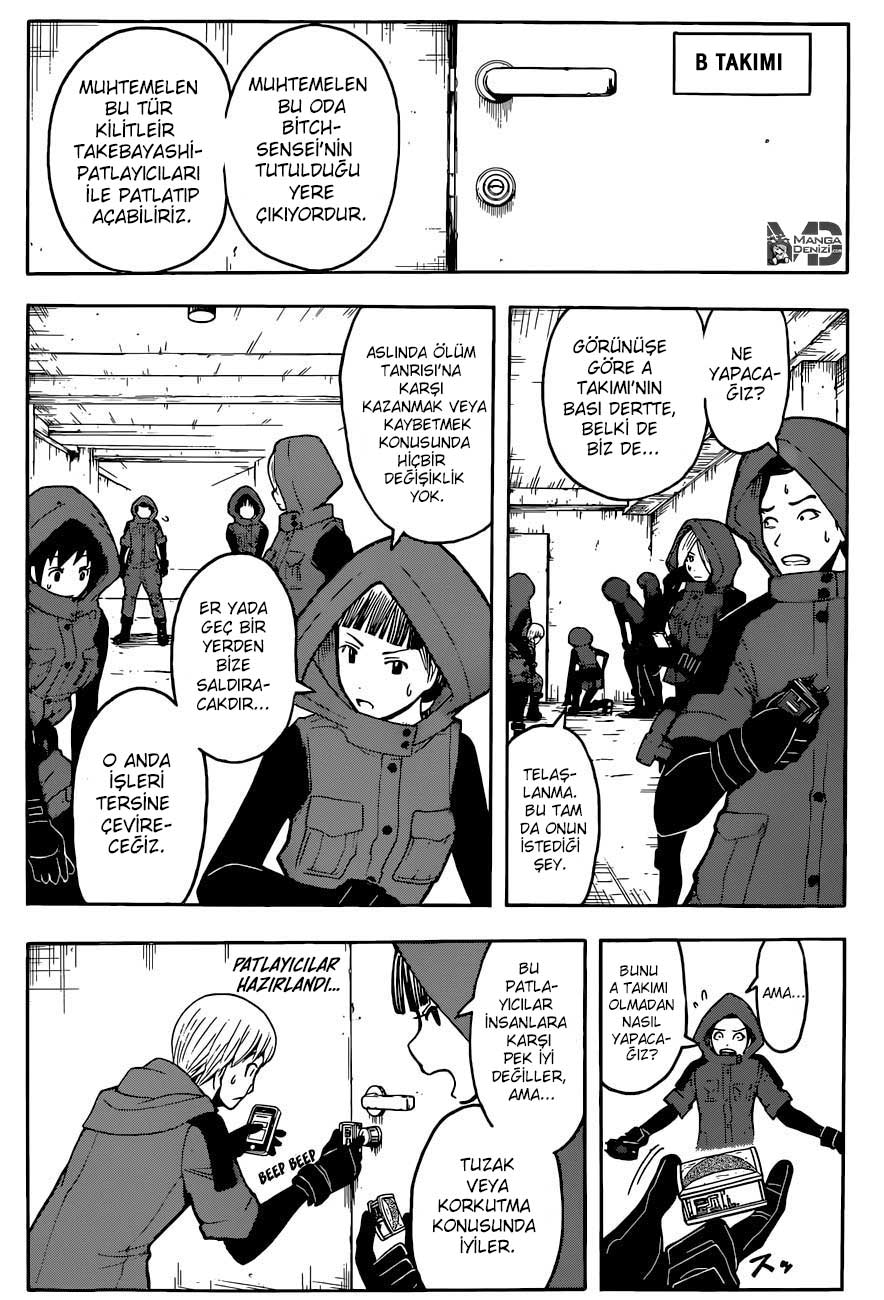 B TAKIMI
MUHTEMELEN
BU ODA
BITCH-
SENSEI'NİN
TUTULDUĞU
YERE
ÇIKIYORDUR.
MUHTEMELEN
BU TÜR
KİLİTLEİR
TAKEBAYASHİ-
PATLAYICILARI
İLE PATLATIP
AÇABİLİRİZ.
MD
MANGA
DENİZİ
NE
YAPACA-
ĞIZ?
GÖRÜNÜŞE
GÖRE A
TAKIMI'NIN
BASI DERTTE,
BELKİ DE
BİZ DE...
TELAŞ-
LANMA.
BU TAM
DA ONUN
İSTEDİĞİ
ŞEY.
ASLINDA ÖLÜM
TANRISI'NA
KARŞI
KAZANMAK VEYA
KAYBETMEK
KONUSUNDA
HİÇBİR
DEĞİŞİKLİK
YOK.
ER YADA
GEÇ BİR
YERDEN
BİZE
SALDIRA-
CAKDIR...
O ANDA
İŞLERİ
TERSİNE
ÇEVİRE-
CEĞİZ.
AMA...
BUNU
A TAKIMI
OLMADAN
NASIL
YAPACA-
ĞIZ?
スッ
BU
PATLA-
YICILAR
İNSANLARA
KARŞI
PEK İYİ
DEĞİLLER,
AMA...
TUZAK
VEYA
KORKUTMA
KONUSUNDA
İYİLER.
PATLAYICILAR
HAZIRLANDI...
BEEP BEEP